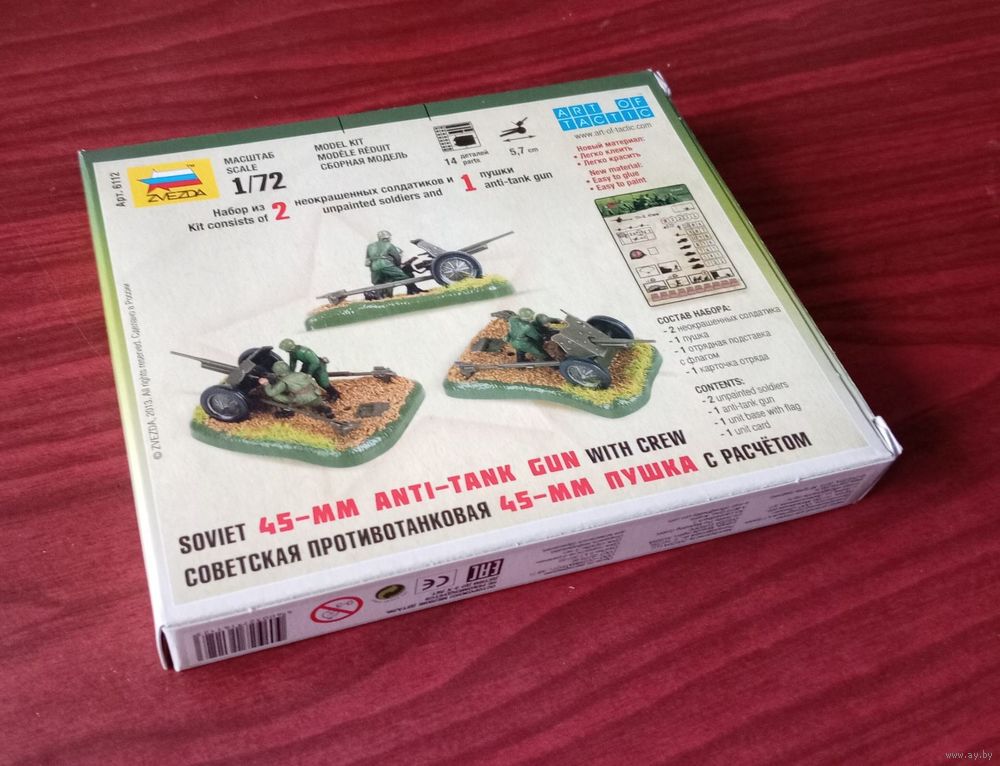 Арт. 6112
ZVEZDA
МАСШТАБ
SCALE
1/72
MODEL KIT
MODÈLE RÉDUIT
СБОРНАЯ МОДЕЛЬ
14 деталей
parts
5,7 cm
ART OF
TACTIC
www.art-of-tactic.com
Набор из 2 неокрашенных солдатиков и 1 пушки
Kit consists of unpainted soldiers and anti-tank gun
Новый материал:
• Легко клеить
• Легко красить
New material:
• Easy to glue
• Easy to paint
СОСТАВ НАБОРА:
- 2 неокрашенных солдатика
- 1 пушка
- 1 отрядная подставка
с флагом
- 1 карточка отряда
CONTENTS:
- 2 unpainted soldiers
- 1 anti-tank gun
- 1 unit base with flag
- 1 unit card
© ZVEZDA, 2013. All rights reserved. Сделано в России
SOVIET 45-MM ANTI-TANK GUN WITH CREW
СОВЕТСКАЯ ПРОТИВОТАНКОВАЯ 45-ММ ПУШКА С РАСЧЁТОМ
0-3
CE
EAC
www.ay.by